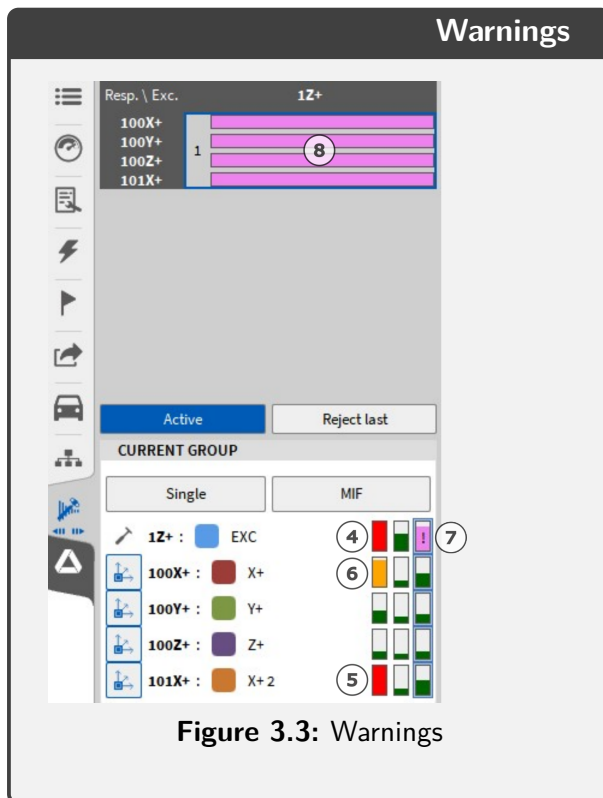 Warnings
Resp. \ Exc. 1Z+
100X+
100Y+
1
8
100Z+
101X+
Active Reject last
CURRENT GROUP
Single MIF
1Z+ : EXC 4 ! 7
100X+ : X+ 6
100Y+ : Y+
100Z+ : Z+
101X+ : X+ 2 5
Figure 3.3: Warnings